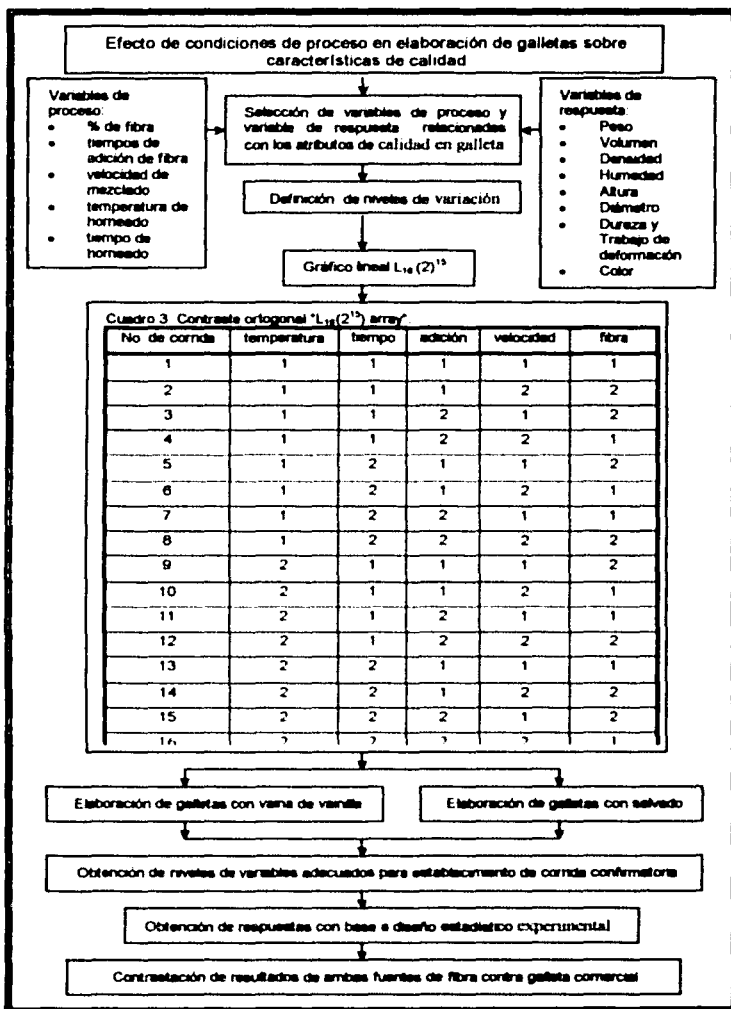 Efecto de condiciones de proceso en elaboración de galletas sobre
características de calidad
Variables de
proceso:
• % de fibra
• tiempos de
adición de fibra
• velocidad de
mezclado
• temperatura de
horneado
• tiempo de
horneado
Selección de variables de proceso y
variable de respuesta relacionadas
con los atributos de calidad en galleta
Variables de
respuesta:
• Peso
• Volumen
• Densidad
• Humedad
• Altura
• Diámetro
• Dureza y
Trabajo de
deformación
• Color
Definición de niveles de variación
Gráfico lineal L₁₆(2)¹⁵
Cuadro 3 Contraste ortogonal "L₁₆(2¹⁵) array"
No. de corrida temperatura tiempo adición velocidad fibra
1 1 1 1 1 1
2 1 1 1 2 2
3 1 1 2 1 2
4 1 1 2 2 1
5 1 2 1 1 2
6 1 2 1 2 1
7 1 2 2 1 1
8 1 2 2 2 2
9 2 1 1 1 2
10 2 1 1 2 1
11 2 1 2 1 1
12 2 1 2 2 2
13 2 2 1 1 1
14 2 2 1 2 2
15 2 2 2 1 2
16 2 2 2 2 1
Elaboración de galletas con vaina de vainilla
Elaboración de galletas con salvado
Obtención de niveles de variables adecuados para establecimiento de corrida confirmatoria
Obtención de respuestas con base a diseño estadístico experimental
Contrastación de resultados de ambas fuentes de fibra contra galleta comercial